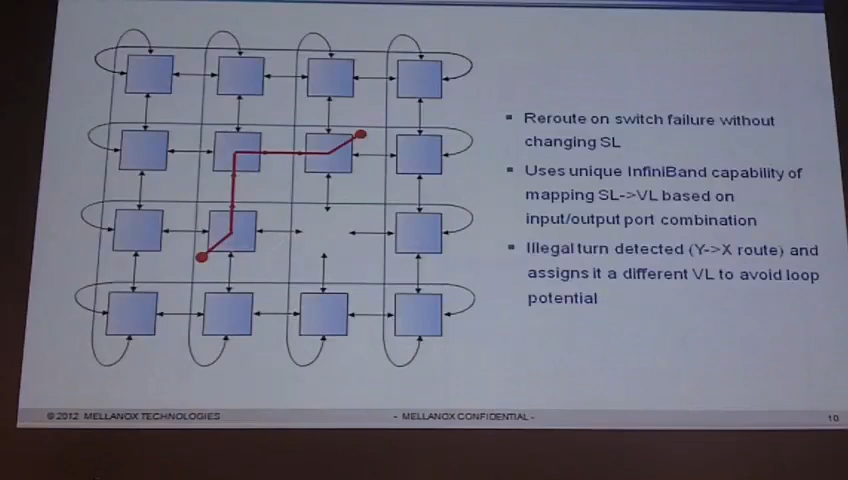 Reroute on switch failure without
changing SL
Uses unique InfiniBand capability of
mapping SL->VL based on
input/output port combination
Illegal turn detected (Y->X route) and
assigns it a different VL to avoid loop
potential
© 2012 MELLANOX TECHNOLOGIES
- MELLANOX CONFIDENTIAL -
10